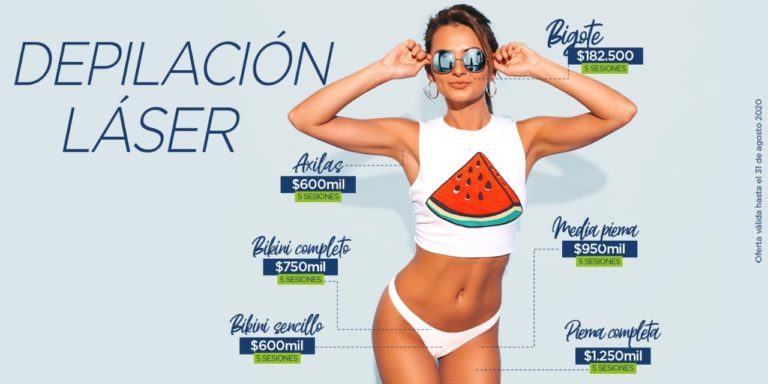 DEPILACIÓN
LÁSER
Bigote
$182.500
5 SESIONES
Axilas
$600mil
5 SESIONES
Bikini completo
$750mil
5 SESIONES
Media pierna
$950mil
5 SESIONES
Bikini sencillo
$600mil
5 SESIONES
Pierna completa
$1.250mil
5 SESIONES
Oferta válida hasta el 31 de agosto 2020